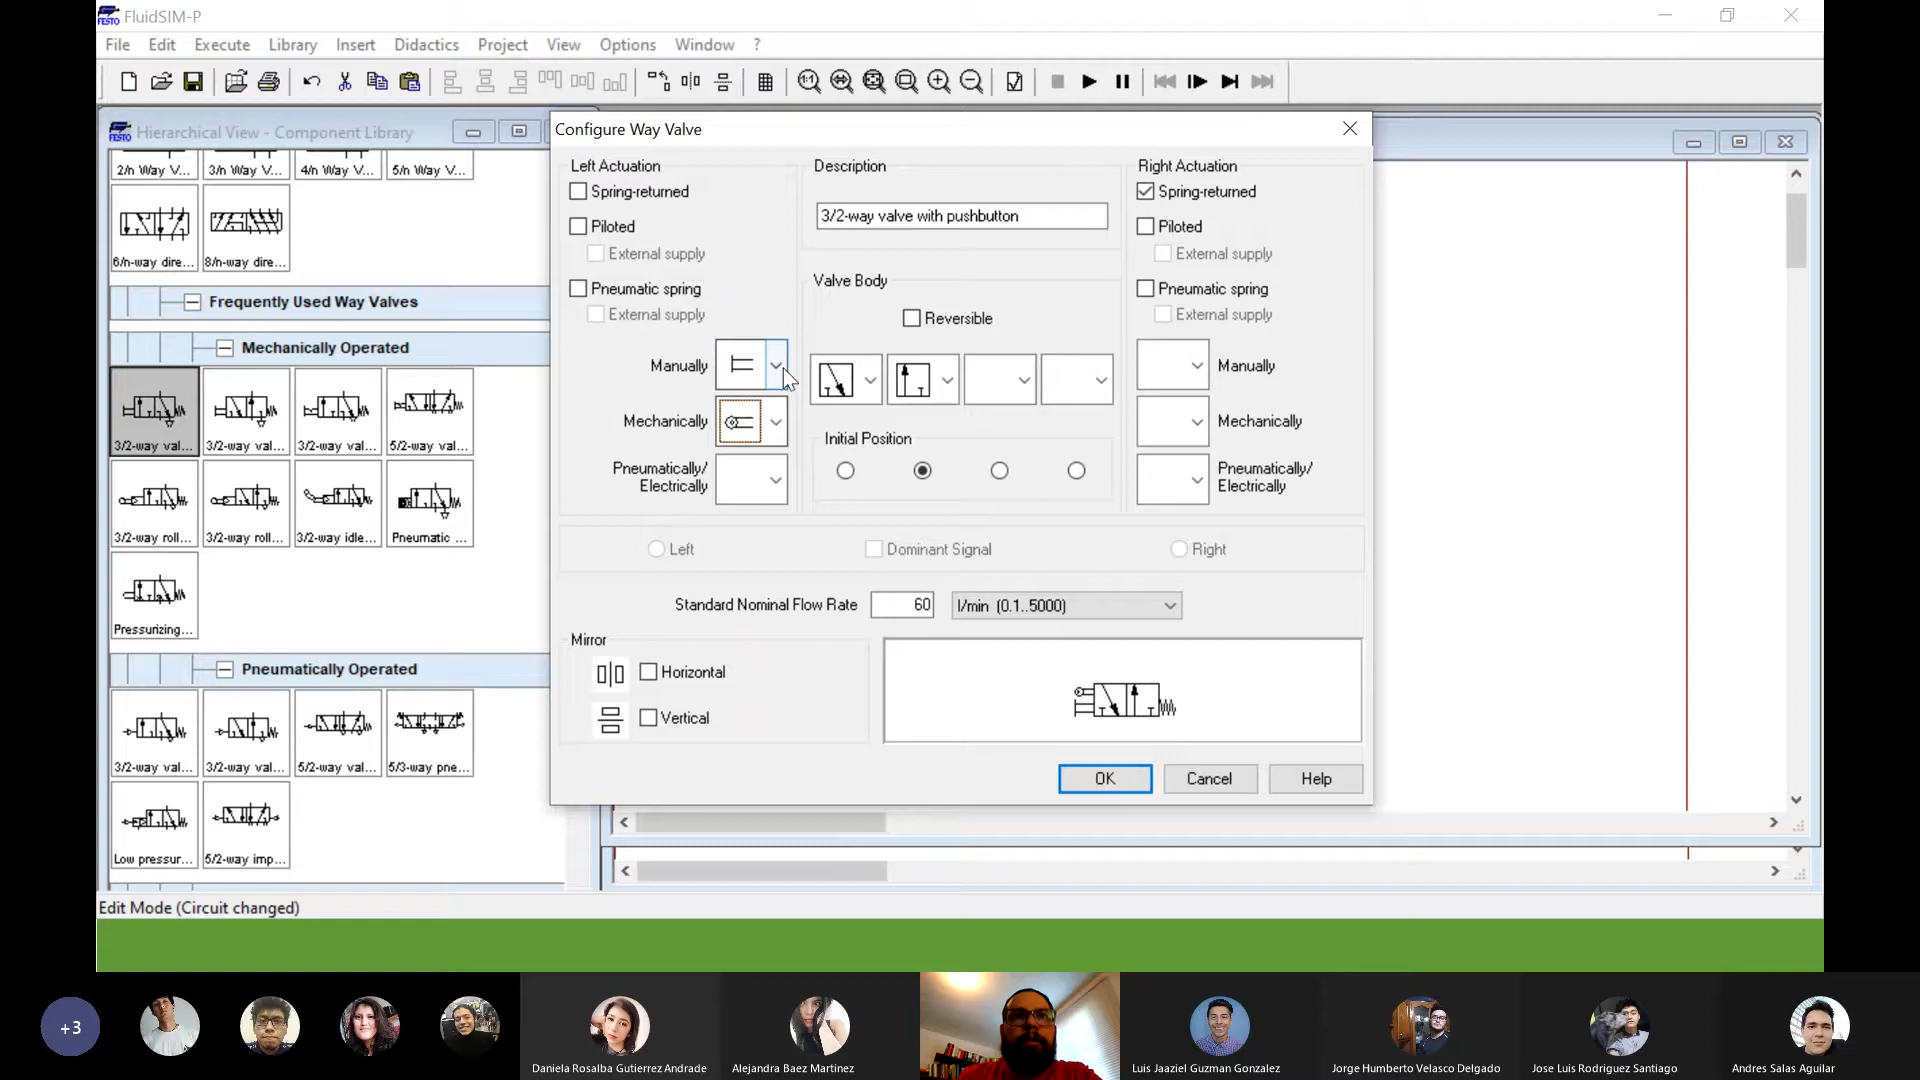 FESTO FluidSIM-P
File Edit Execute Library Insert Didactics Project View Options Window ?
1:1
FESTO Hierarchical View - Component Library
2/n Way V... 3/n Way V... 4/n Way V... 5/n Way V...
6/n-way dire... 8/n-way dire...
Frequently Used Way Valves
Mechanically Operated
3/2-way val... 3/2-way val... 3/2-way val... 5/2-way val...
3/2-way roll... 3/2-way roll... 3/2-way idle... Pneumatic ...
Pressurizing...
Pneumatically Operated
3/2-way val... 3/2-way val... 5/2-way val... 5/3-way pne...
Low pressur... 5/2-way imp...
Configure Way Valve
Left Actuation
Spring-returned
Piloted
External supply
Pneumatic spring
External supply
Manually
Mechanically
Pneumatically/
Electrically
Description
3/2-way valve with pushbutton
Valve Body
Reversible
Initial Position
Right Actuation
Spring-returned
Piloted
External supply
Pneumatic spring
External supply
Manually
Mechanically
Pneumatically/
Electrically
Left Dominant Signal Right
Standard Nominal Flow Rate 60 l/min (0.1..5000)
Mirror
Horizontal
Vertical
OK Cancel Help
Edit Mode (Circuit changed)
+3
Daniela Rosalba Gutierrez Andrade Alejandra Baez Martinez Luis Jaaziel Guzman Gonzalez Jorge Humberto Velasco Delgado Jose Luis Rodriguez Santiago Andres Salas Aguilar